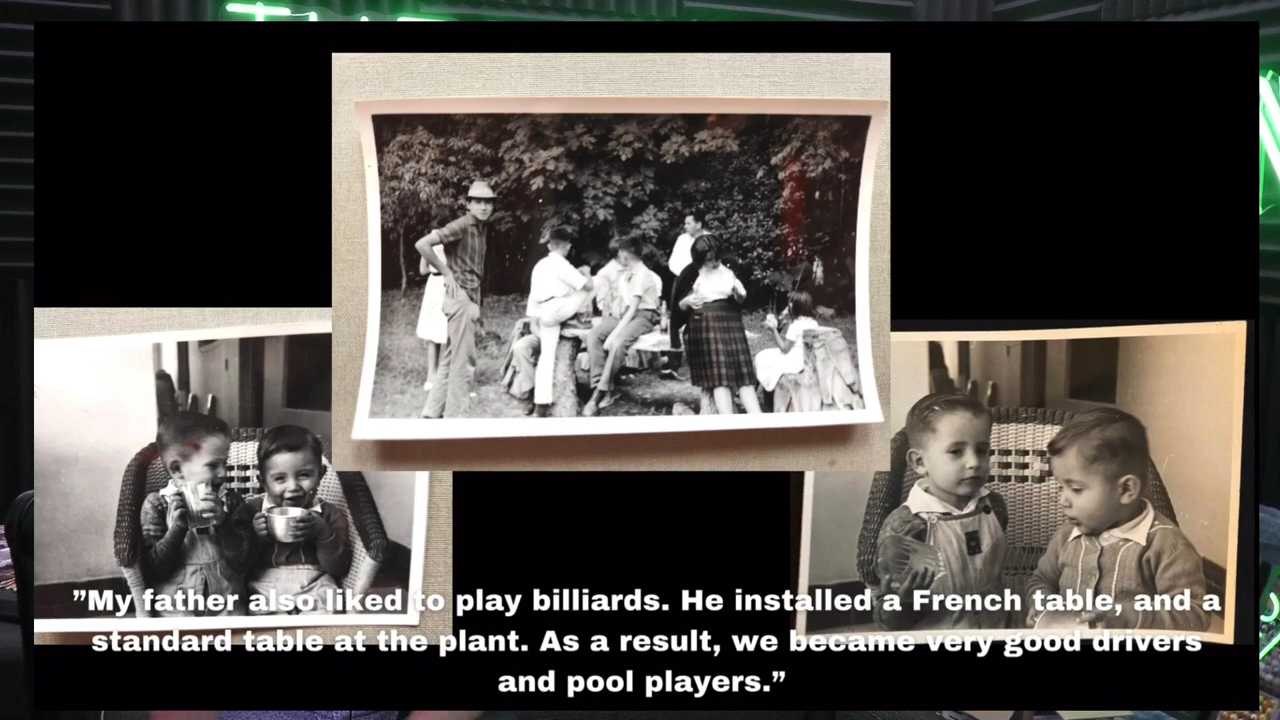 ”My father also liked to play billiards. He installed a French table, and a
standard table at the plant. As a result, we became very good drivers
and pool players.”